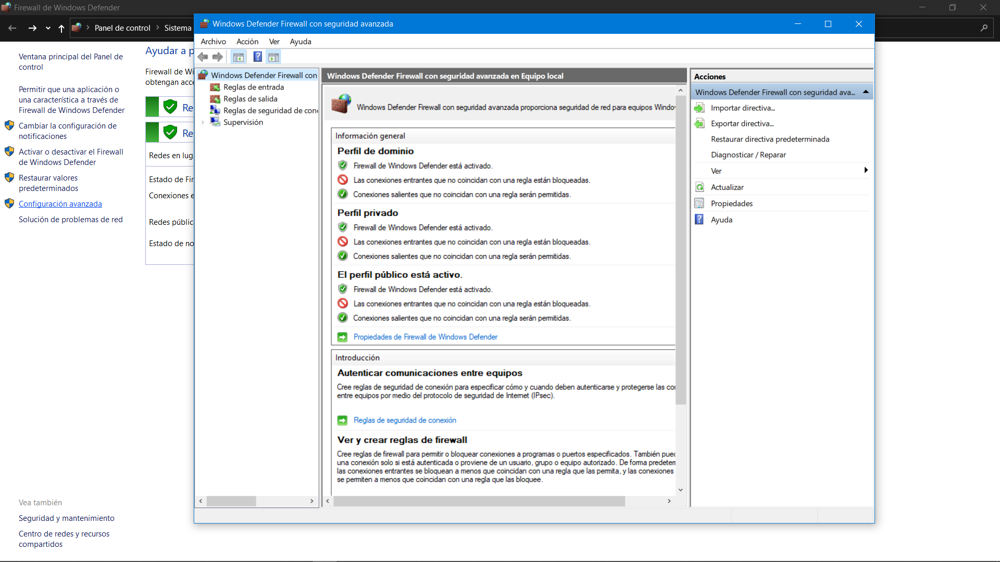 Firewall de Windows Defender
Panel de control
Sistema
Ventana principal del Panel de
control
Permitir que una aplicación o
una característica a través de
Firewall de Windows Defender
Cambiar la configuración de
notificaciones
Activar o desactivar el Firewall
de Windows Defender
Restaurar valores
predeterminados
Configuración avanzada
Solución de problemas de red
Vea también
Seguridad y mantenimiento
Centro de redes y recursos
compartidos
Ayudar a p
Firewall de Wi
obtengan acce
Re
Re
Redes en lug
Estado de Fir
Conexiones e
Redes públic
Estado de no
Windows Defender Firewall con seguridad avanzada
Archivo Acción Ver Ayuda
Windows Defender Firewall con
Reglas de entrada
Reglas de salida
Reglas de seguridad de con
Supervisión
Windows Defender Firewall con seguridad avanzada en Equipo local
Windows Defender Firewall con seguridad avanzada proporciona seguridad de red para equipos Windo
Información general
Perfil de dominio
Firewall de Windows Defender está activado.
Las conexiones entrantes que no coincidan con una regla están bloqueadas.
Conexiones salientes que no coincidan con una regla serán permitidas.
Perfil privado
Firewall de Windows Defender está activado.
Las conexiones entrantes que no coincidan con una regla están bloqueadas.
Conexiones salientes que no coincidan con una regla serán permitidas.
El perfil público está activo.
Firewall de Windows Defender está activado.
Las conexiones entrantes que no coincidan con una regla están bloqueadas.
Conexiones salientes que no coincidan con una regla serán permitidas.
Propiedades de Firewall de Windows Defender
Introducción
Autenticar comunicaciones entre equipos
Cree reglas de seguridad de conexión para especificar cómo y cuando deben autenticarse y protegerse las co
entre equipos por medio del protocolo de seguridad de Internet (IPsec).
Reglas de seguridad de conexión
Ver y crear reglas de firewall
Cree reglas de firewall para permitir o bloquear conexiones a programas o puertos especificados. También pue
una conexión solo si está autenticada o proviene de un usuario, grupo o equipo autorizado. De forma predeter
las conexiones entrantes se bloquean a menos que coincidan con una regla que las permita, y las conexiones
se permiten a menos que coincidan con una regla que las bloquee.
Acciones
Windows Defender Firewall con seguridad ava...
Importar directiva...
Exportar directiva...
Restaurar directiva predeterminada
Diagnosticar / Reparar
Ver
Actualizar
Propiedades
Ayuda